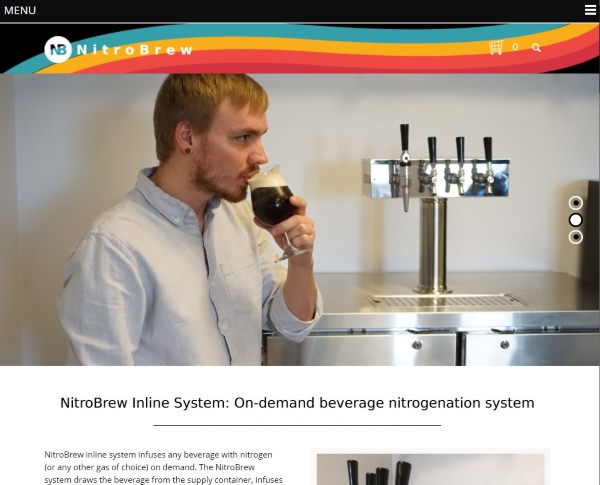 MENU
NB NitroBrew
0
NitroBrew Inline System: On-demand beverage nitrogenation system
NitroBrew inline system infuses any beverage with nitrogen
(or any other gas of choice) on demand. The NitroBrew
system draws the beverage from the supply container, infuses